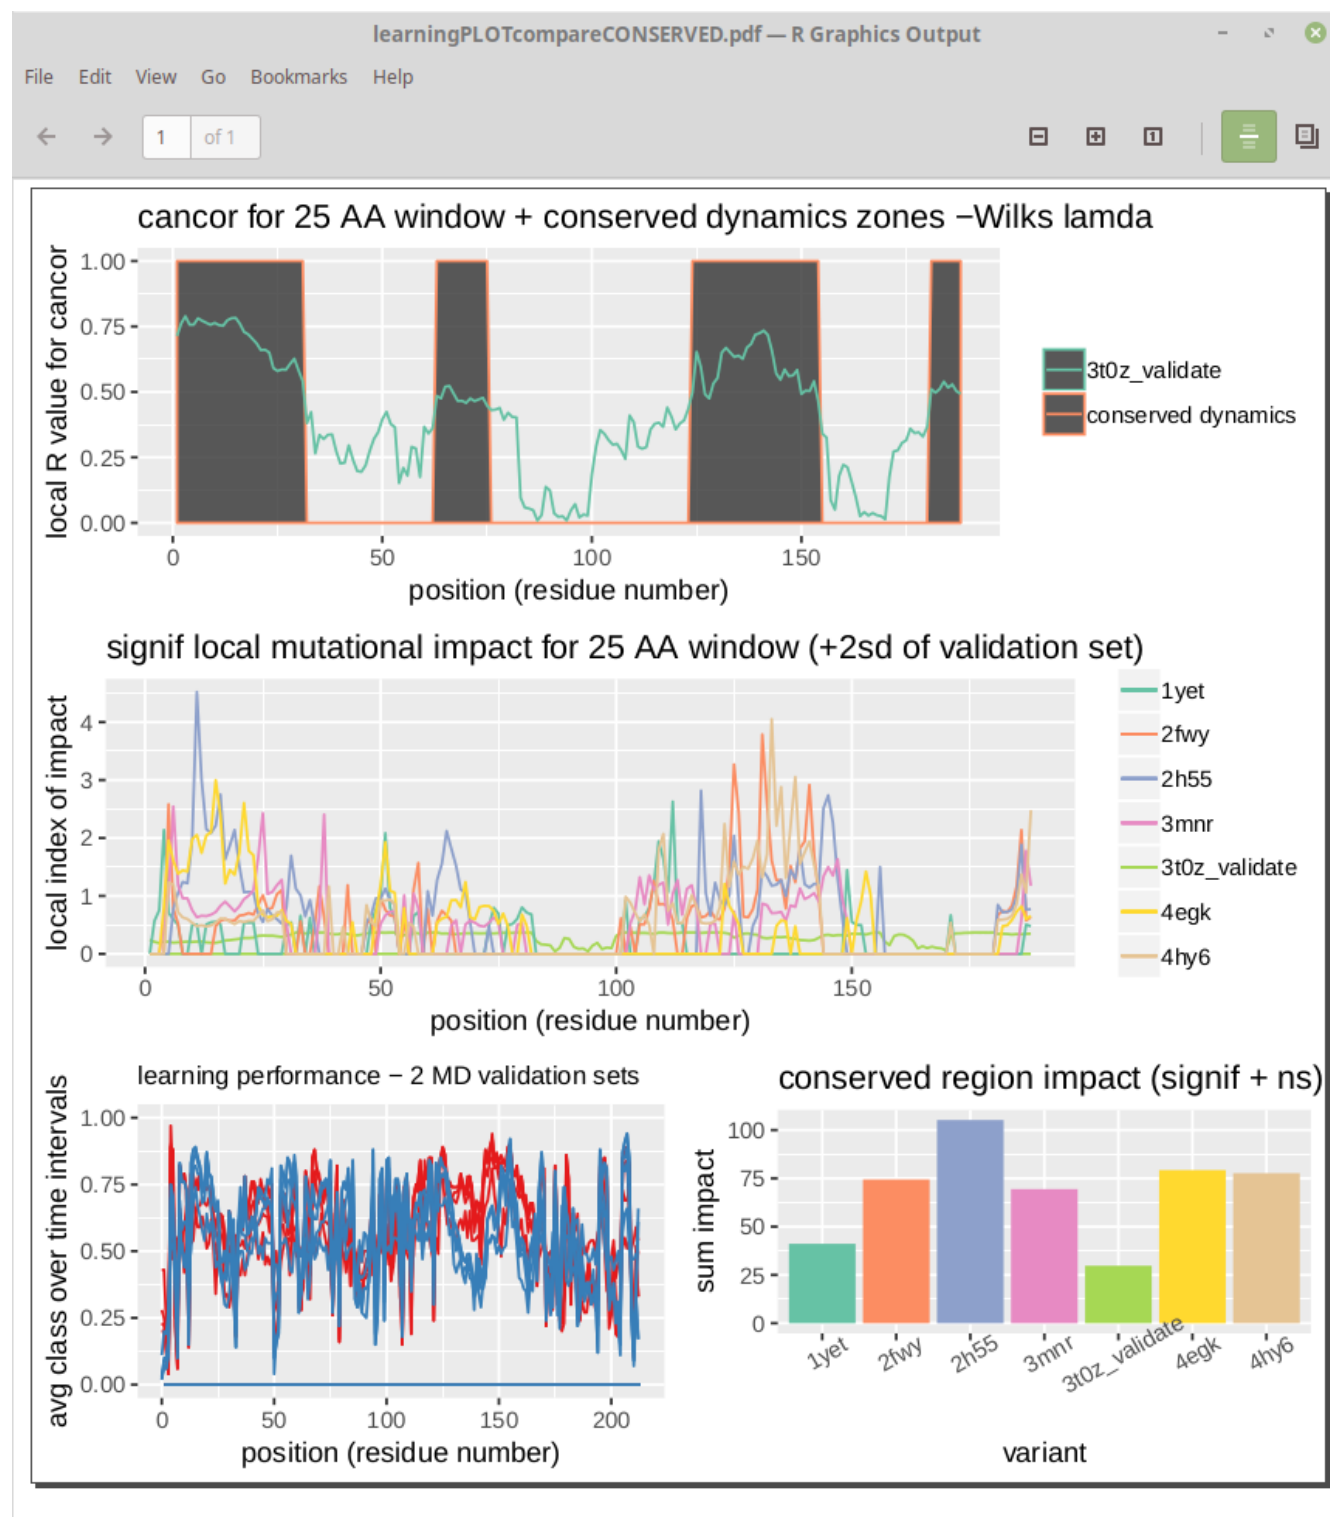 learningPLOTcompareCONSERVED.pdf — R Graphics Output
File Edit View Go Bookmarks Help
1 of 1
cancor for 25 AA window + conserved dynamics zones −Wilks lamda
local R value for cancor
1.00
0.75
0.50
0.25
0.00
0 50 100 150
position (residue number)
3t0z_validate
conserved dynamics
signif local mutational impact for 25 AA window (+2sd of validation set)
local index of impact
4
3
2
1
0
0 50 100 150
position (residue number)
1yet
2fwy
2h55
3mnr
3t0z_validate
4egk
4hy6
learning performance − 2 MD validation sets
avg class over time intervals
1.00
0.75
0.50
0.25
0.00
0 50 100 150 200
position (residue number)
conserved region impact (signif + ns)
sum impact
100
75
50
25
0
1yet 2fwy 2h55 3mnr 3t0z_validate 4egk 4hy6
variant